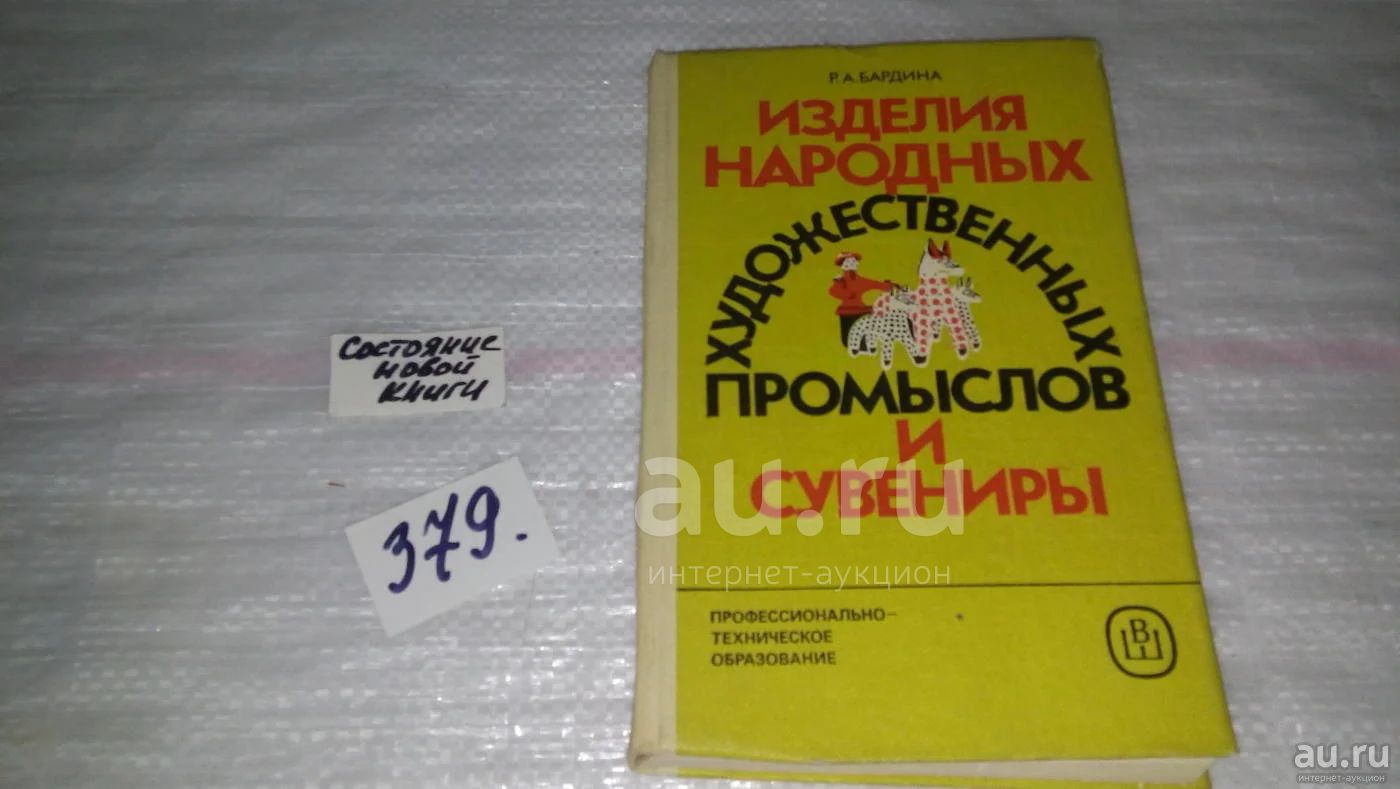 Р.А.БАРДИНА
ИЗДЕЛИЯ
НАРОДНЫХ
ХУДОЖЕСТВЕННЫХ
ПРОМЫСЛОВ
И
СУВЕНИРЫ
ПРОФЕССИОНАЛЬНО-
ТЕХНИЧЕСКОЕ
ОБРАЗОВАНИЕ
ВШ
Состояние
новой
книги
379.
au.ru
интернет-аукцион
au.ru
интернет-аукцион